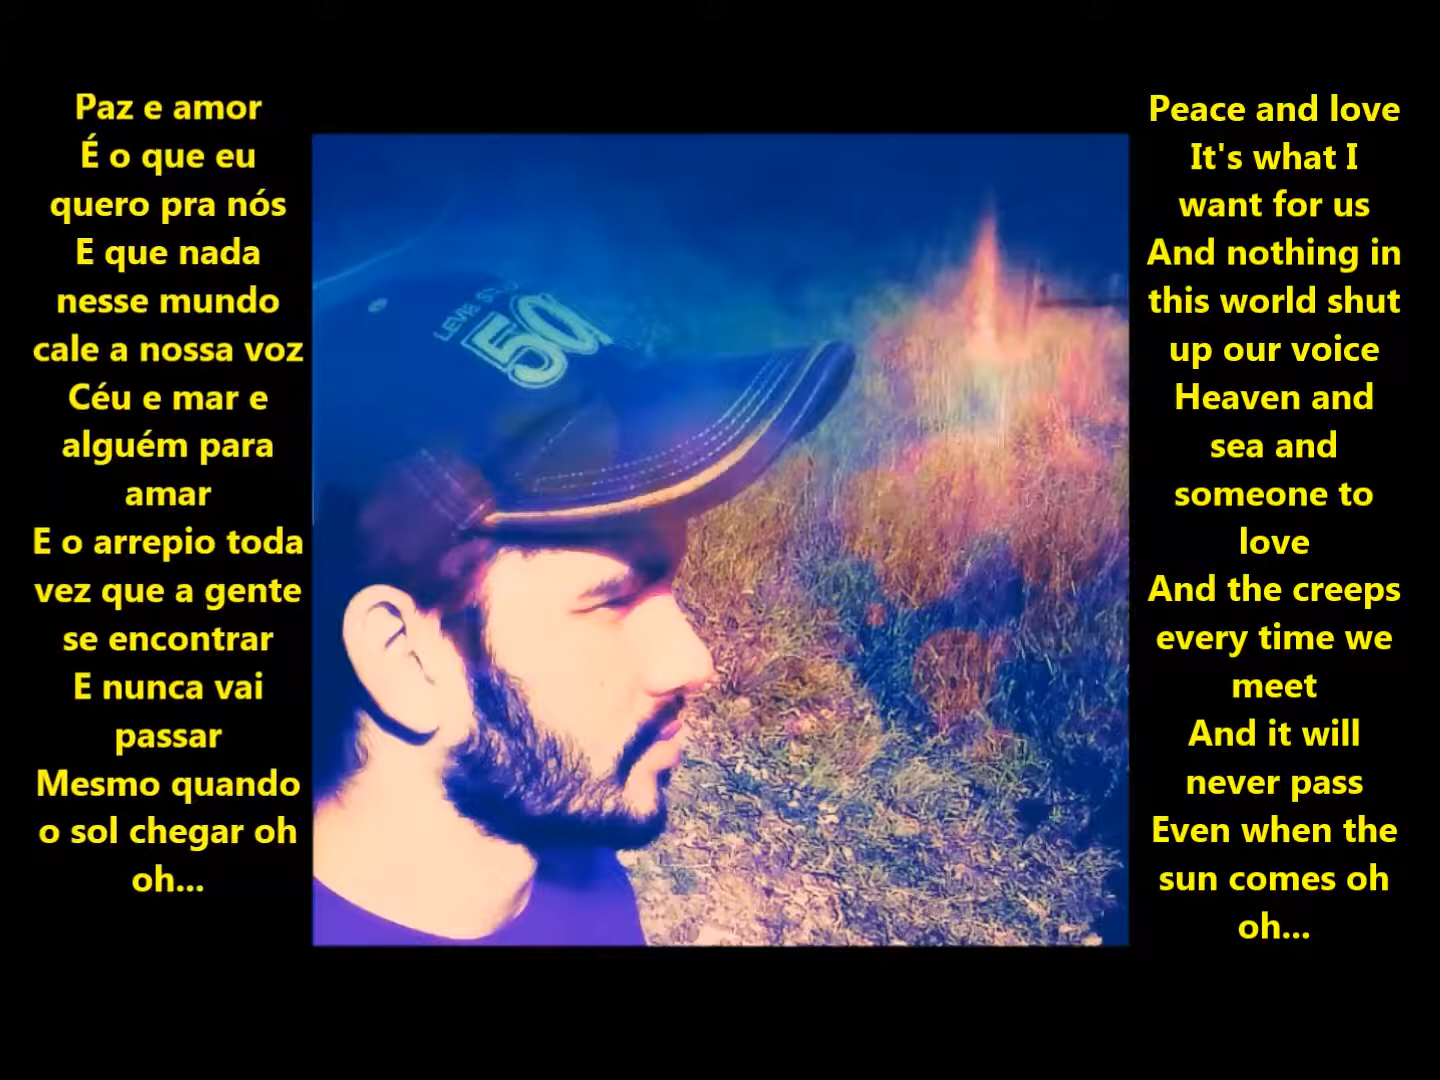 Paz e amor
É o que eu
quero pra nós
E que nada
nesse mundo
cale a nossa voz
Céu e mar e
alguém para
amar
E o arrepio toda
vez que a gente
se encontrar
E nunca vai
passar
Mesmo quando
o sol chegar oh
oh...
LEVI'S
50
Peace and love
It's what I
want for us
And nothing in
this world shut
up our voice
Heaven and
sea and
someone to
love
And the creeps
every time we
meet
And it will
never pass
Even when the
sun comes oh
oh...